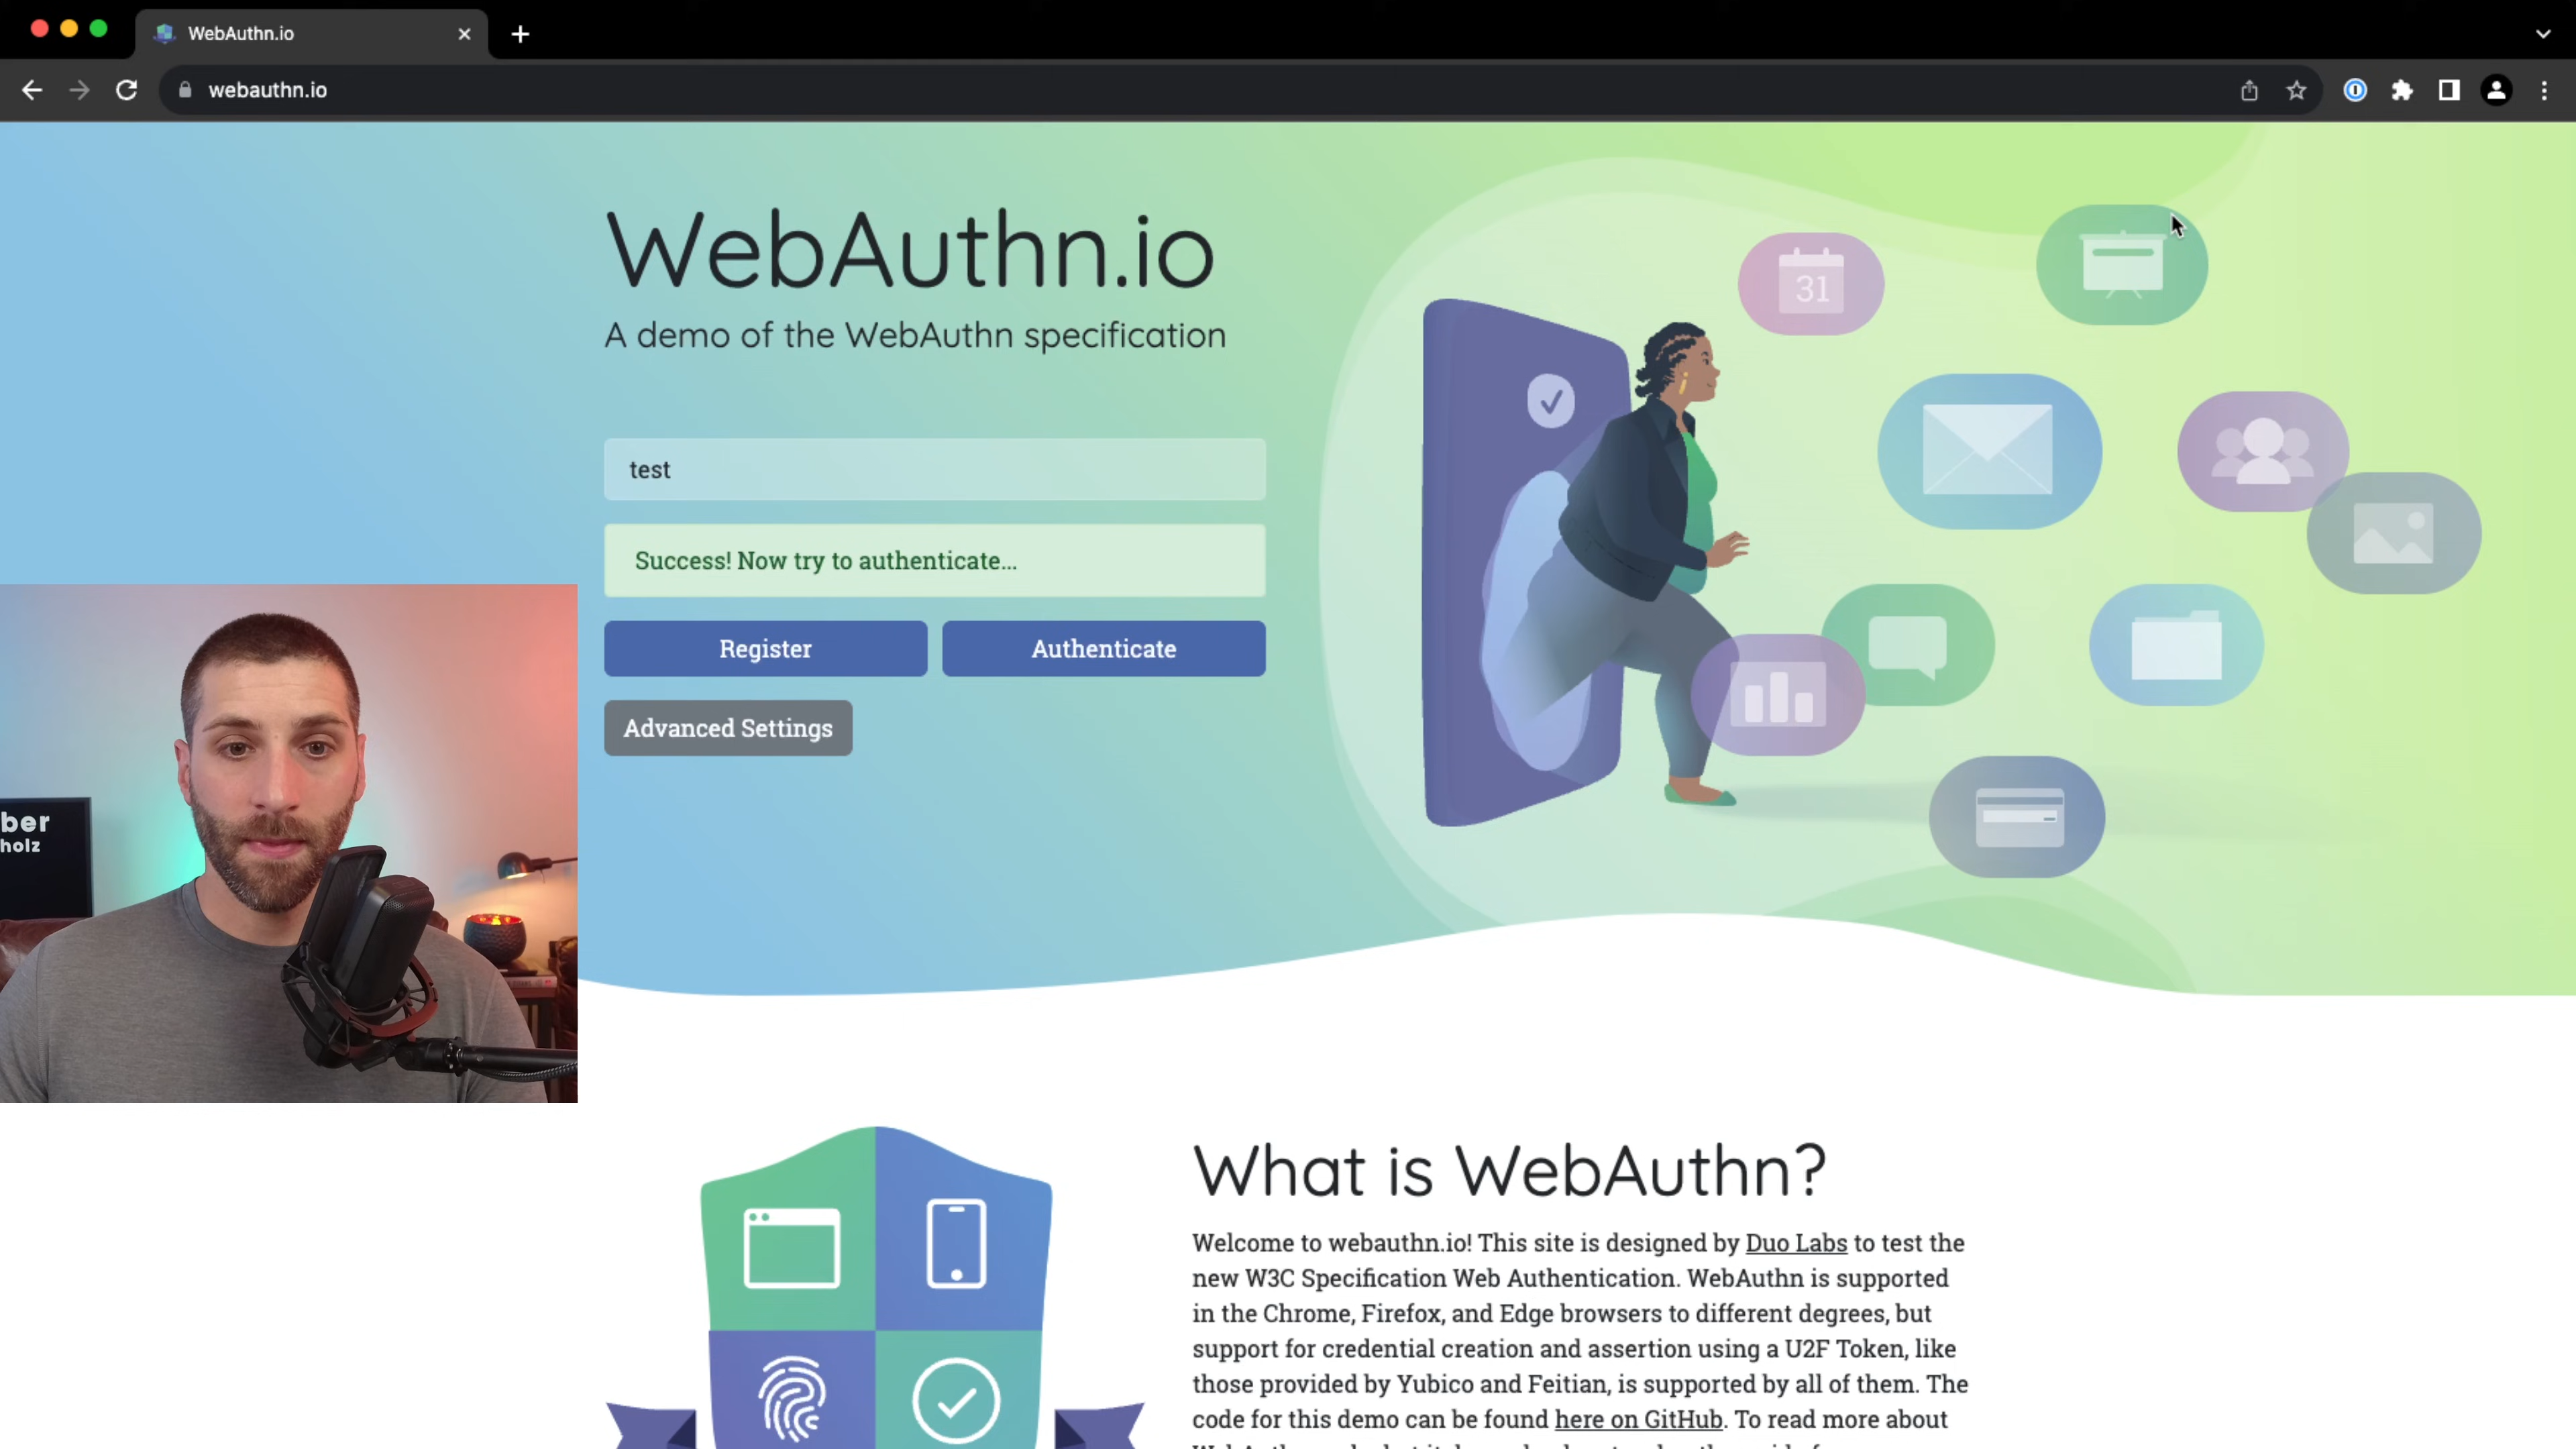 WebAuthn.io
webauthn.io
WebAuthn.io
A demo of the WebAuthn specification
31
test
Success! Now try to authenticate...
Register
Authenticate
Advanced Settings
ber
holz
What is WebAuthn?
Welcome to webauthn.io! This site is designed by Duo Labs to test the
new W3C Specification Web Authentication. WebAuthn is supported
in the Chrome, Firefox, and Edge browsers to different degrees, but
support for credential creation and assertion using a U2F Token, like
those provided by Yubico and Feitian, is supported by all of them. The
code for this demo can be found here on GitHub. To read more about